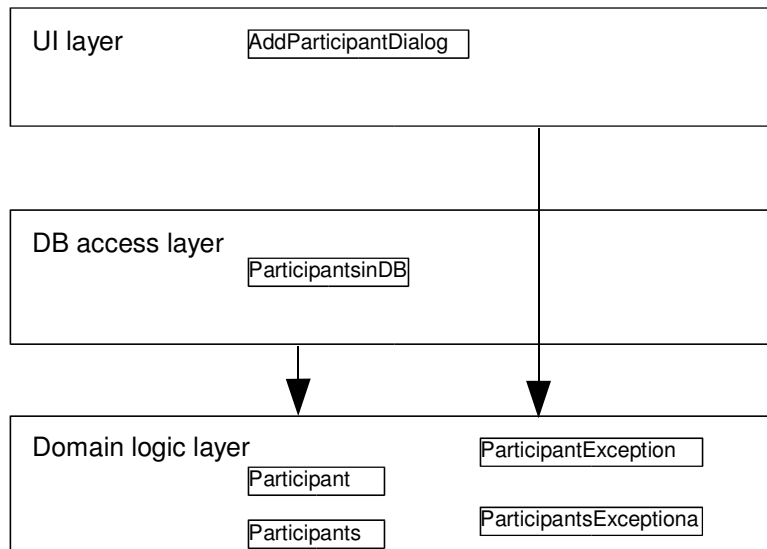 UI layer
AddParticipantDialog
DB access layer
ParticipantsinDB
Domain logic layer
ParticipantException
Participant
ParticipantsExceptiona
Participants